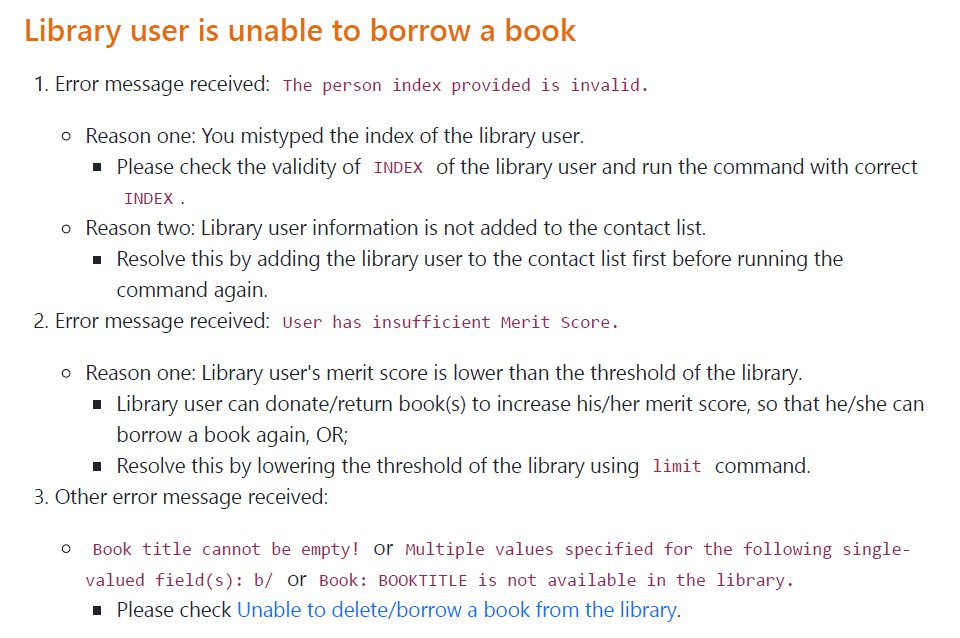 Library user is unable to borrow a book
1. Error message received: The person index provided is invalid.
Reason one: You mistyped the index of the library user.
Please check the validity of INDEX of the library user and run the command with correct
INDEX .
Reason two: Library user information is not added to the contact list.
Resolve this by adding the library user to the contact list first before running the
command again.
2. Error message received: User has insufficient Merit Score.
Reason one: Library user's merit score is lower than the threshold of the library.
Library user can donate/return book(s) to increase his/her merit score, so that he/she can
borrow a book again, OR;
Resolve this by lowering the threshold of the library using limit command.
3. Other error message received:
Book title cannot be empty! or Multiple values specified for the following single-
valued field(s): b/ or Book: BOOKTITLE is not available in the library.
Please check Unable to delete/borrow a book from the library.